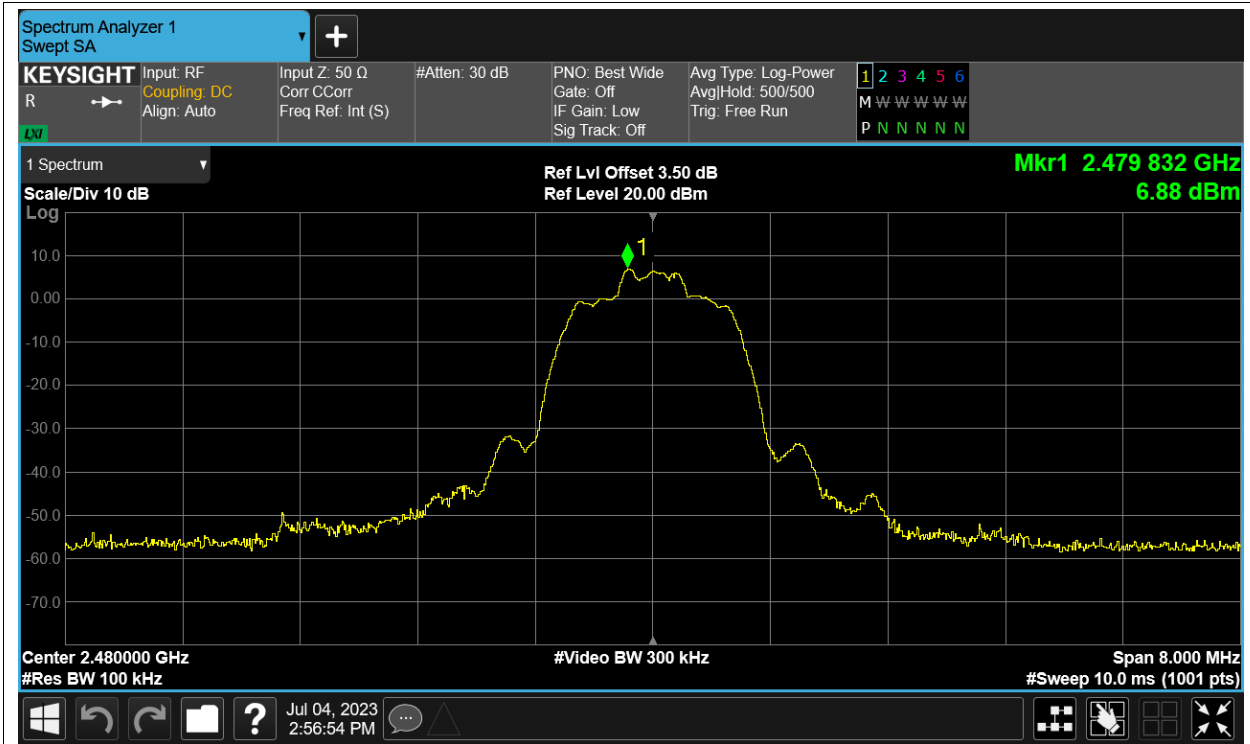 Spectrum Analyzer 1
Swept SA
KEYSIGHT
R
LXI
Input: RF
Coupling: DC
Align: Auto
Input Z: 50 Ω
Corr CCorr
Freq Ref: Int (S)
#Atten: 30 dB
PNO: Best Wide
Gate: Off
IF Gain: Low
Sig Track: Off
Avg Type: Log-Power
Avg|Hold: 500/500
Trig: Free Run
1 2 3 4 5 6
M W W W W W
P N N N N N
1 Spectrum
Scale/Div 10 dB
Log
Ref Lvl Offset 3.50 dB
Ref Level 20.00 dBm
Mkr1 2.479 832 GHz
6.88 dBm
1
10.0
0.00
-10.0
-20.0
-30.0
-40.0
-50.0
-60.0
-70.0
Center 2.480000 GHz
#Res BW 100 kHz
#Video BW 300 kHz
Span 8.000 MHz
#Sweep 10.0 ms (1001 pts)
?
Jul 04, 2023
2:56:54 PM